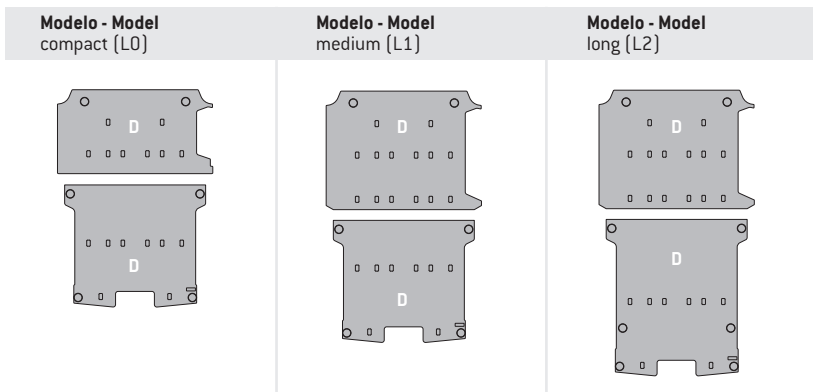 Modelo - Model
compact (L0)
Modelo - Model
medium (L1)
Modelo - Model
long (L2)
D
D
D
D
D
D